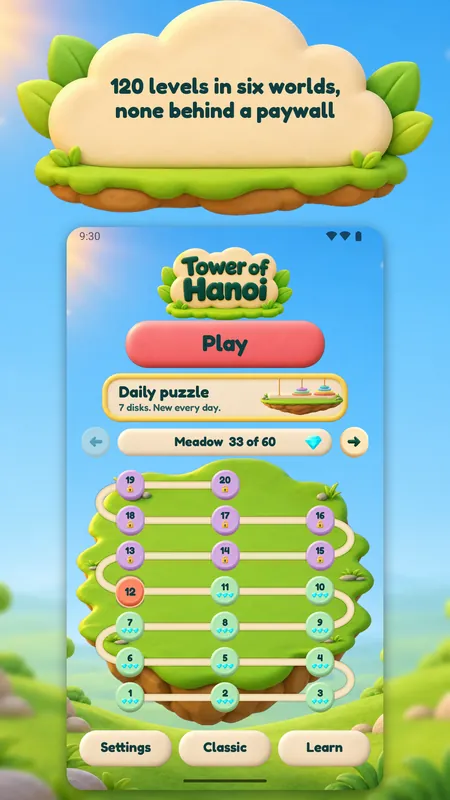 120 levels in six worlds,
none behind a paywall
9:30
Tower of
Hanoi
Play
Daily puzzle
7 disks. New every day.
Meadow 33 of 60
19 20
18 17 16
13 14 15
12 11 10
7 8 9
6 5 4
1 2 3
Settings Classic Learn